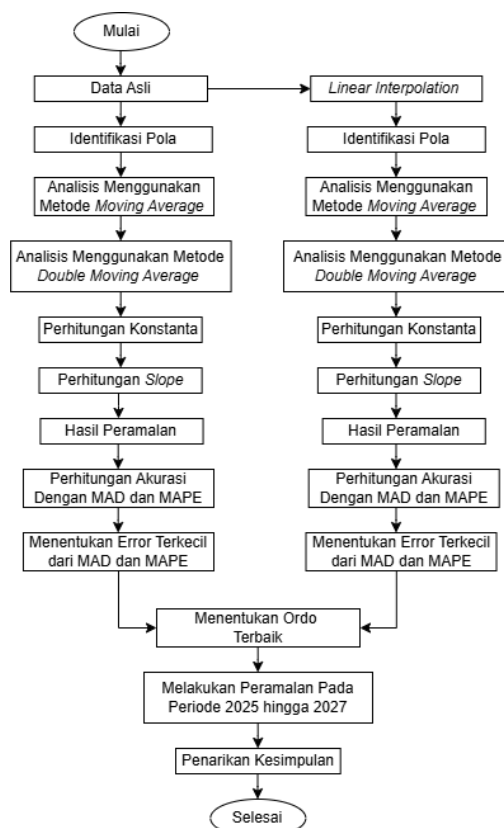 Mulai
Data Asli
Linear Interpolation
Identifikasi Pola
Identifikasi Pola
Analisis Menggunakan
Metode Moving Average
Analisis Menggunakan
Metode Moving Average
Analisis Menggunakan Metode
Double Moving Average
Analisis Menggunakan Metode
Double Moving Average
Perhitungan Konstanta
Perhitungan Konstanta
Perhitungan Slope
Perhitungan Slope
Hasil Peramalan
Hasil Peramalan
Perhitungan Akurasi
Dengan MAD dan MAPE
Perhitungan Akurasi
Dengan MAD dan MAPE
Menentukan Error Terkecil
dari MAD dan MAPE
Menentukan Error Terkecil
dari MAD dan MAPE
Menentukan Ordo
Terbaik
Melakukan Peramalan Pada
Periode 2025 hingga 2027
Penarikan Kesimpulan
Selesai